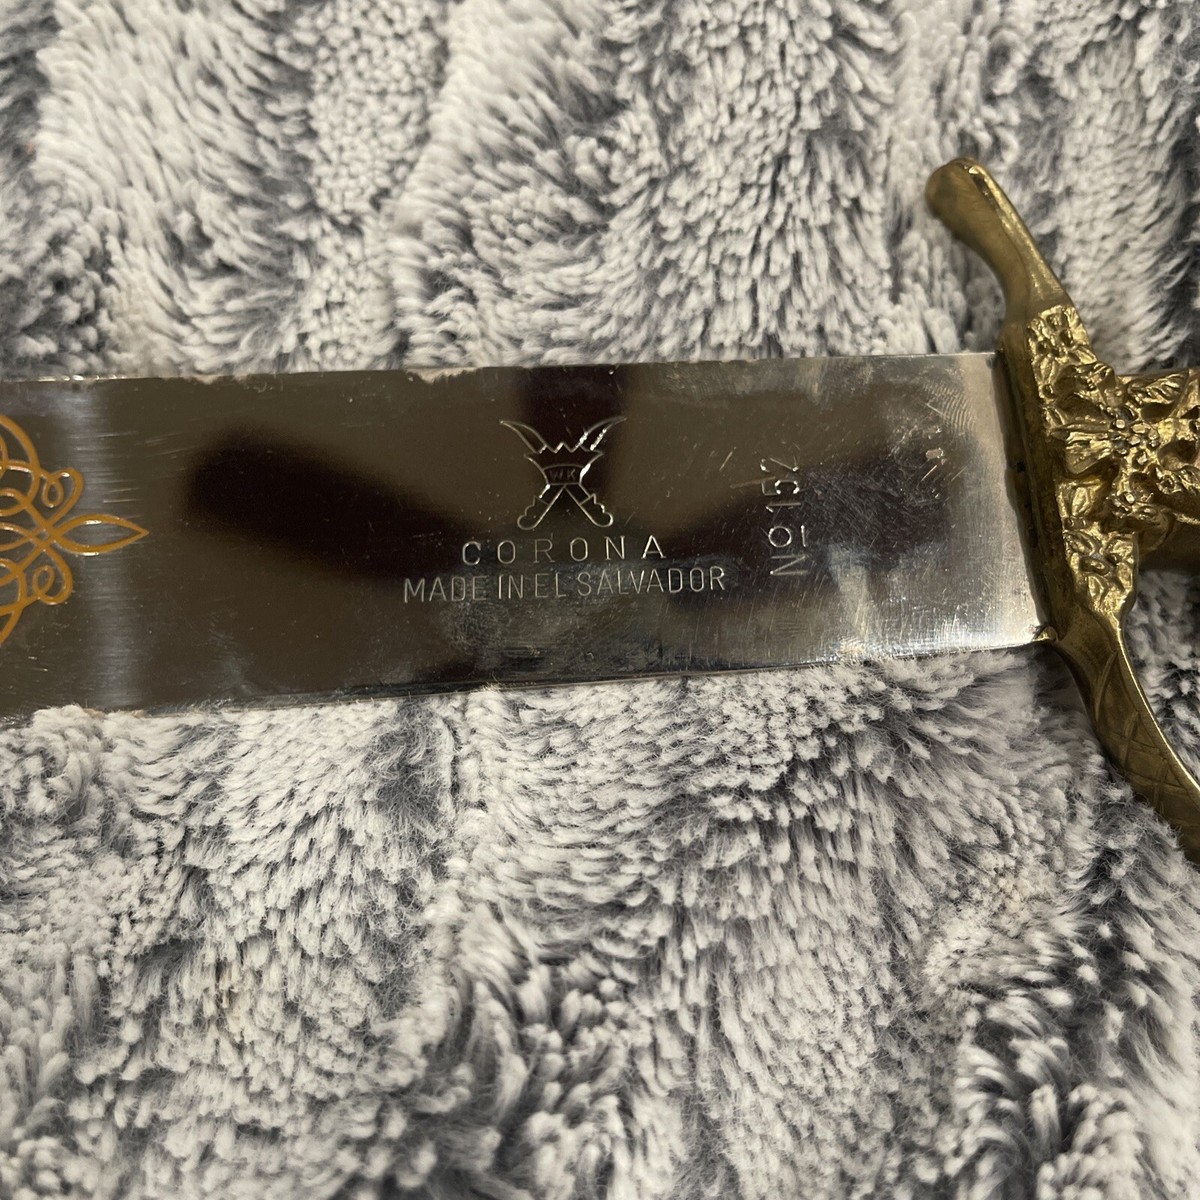 CORONA
MADE IN EL SALVADOR
Nº 152